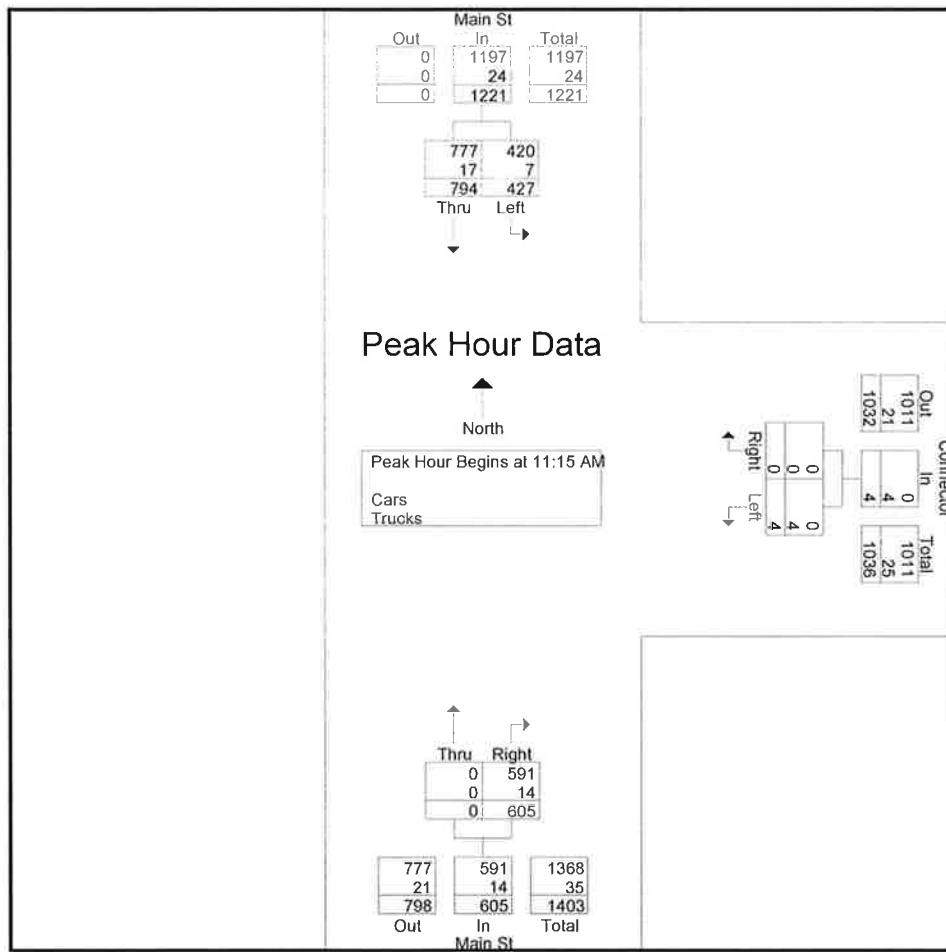 Main St
Out In Total
0 1197 1197
0 24 24
0 1221 1221
777 420
17 7
794 427
Thru Left
Peak Hour Data
North
Peak Hour Begins at 11:15 AM
Cars
Trucks
Out
1011
21
1032
Connector
In
0
4
4
Total
1011
25
1036
Right Left
0 0
0 4
0 4
Thru Right
0 591
0 14
0 605
777 591 1368
21 14 35
798 605 1403
Out In Total
Main St